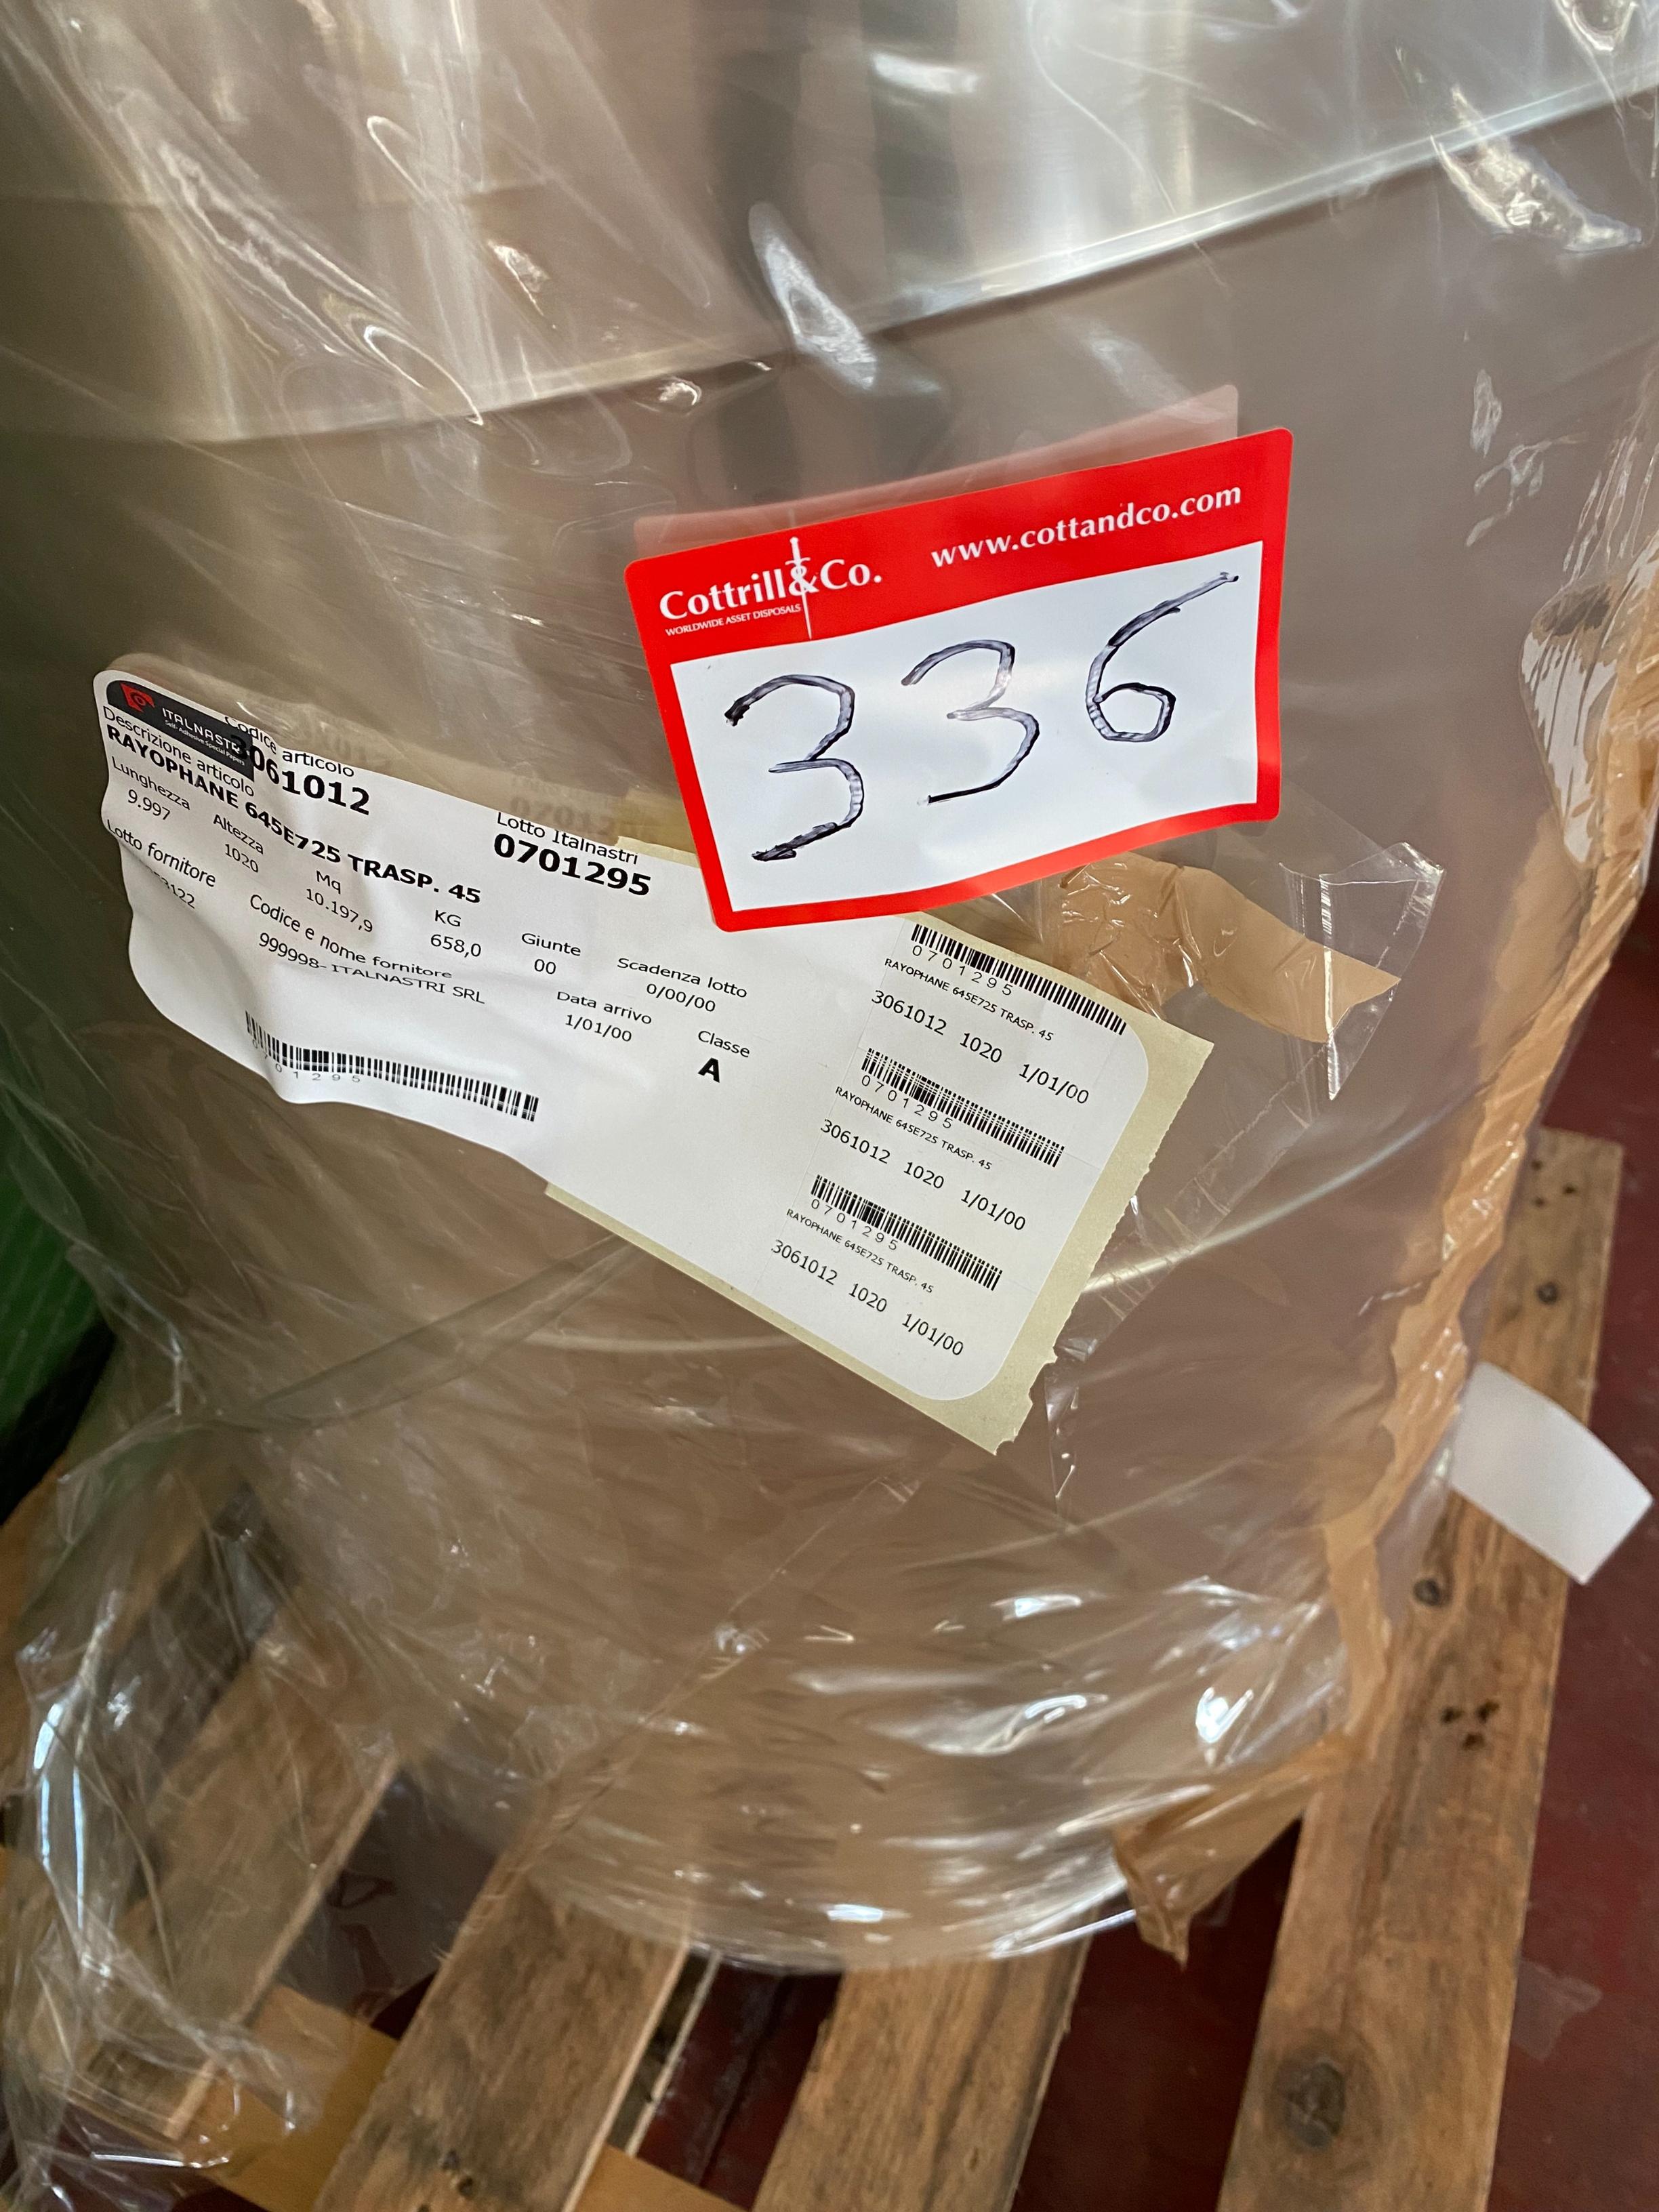 Cottrill&Co.
WORLDWIDE ASSET DISPOSALS
www.cottandco.com
336
ITALNASTRI
Self-Adhesive Special Papers
Codice articolo
3061012
Lotto Italnastri
0701295
Descrizione articolo
RAYOPHANE 645E725 TRASP. 45
Lunghezza Altezza Mq KG Giunte Scadenza lotto
9.997 1020 10.197,9 658,0 00 0/00/00
Lotto fornitore Codice e nome fornitore Data arrivo Classe
999998- ITALNASTRI SRL 1/01/00 A
0701295
RAYOPHANE 645E725 TRASP. 45
3061012 1020 1/01/00
0701295
RAYOPHANE 645E725 TRASP. 45
3061012 1020 1/01/00
0701295
RAYOPHANE 645E725 TRASP. 45
3061012 1020 1/01/00